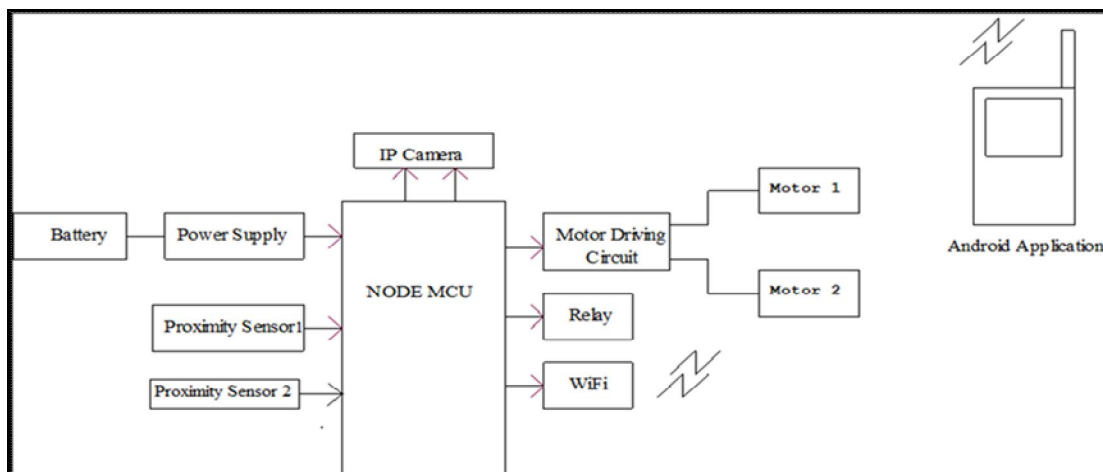 IP Camera
Motor 1
Battery
Power Supply
Motor Driving
Circuit
Android Application
NODE MCU
Motor 2
Proximity Sensor1
Relay
Proximity Sensor 2
WiFi